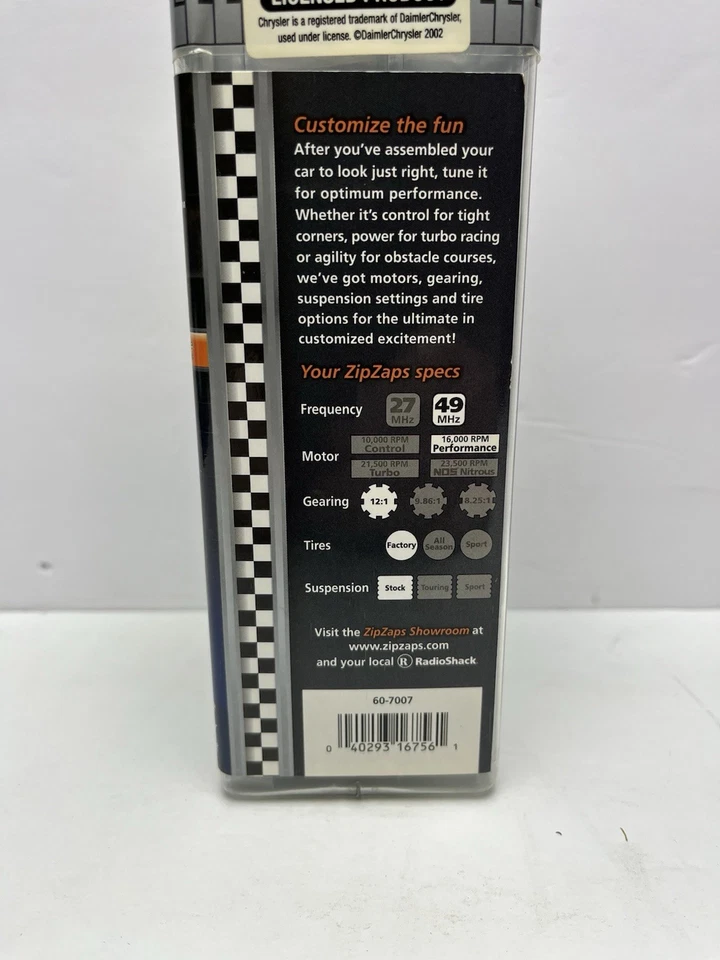 LICENSED PRODUCT
Chrysler is a registered trademark of DaimlerChrysler,
used under license. ©DaimlerChrysler 2002
Customize the fun
After you've assembled your
car to look just right, tune it
for optimum performance.
Whether it's control for tight
corners, power for turbo racing
or agility for obstacle courses,
we've got motors, gearing,
suspension settings and tire
options for the ultimate in
customized excitement!
Your ZipZaps specs
Frequency 27 MHz 49 MHz
Motor 10,000 RPM Control 16,000 RPM Performance
21,500 RPM Turbo 23,500 RPM NOS Nitrous
Gearing 12:1 9.86:1 8.25:1
Tires Factory All Season Sport
Suspension Stock Touring Sport
Visit the ZipZaps Showroom at
www.zipzaps.com
and your local R RadioShack
60-7007
0 40293 16756 1